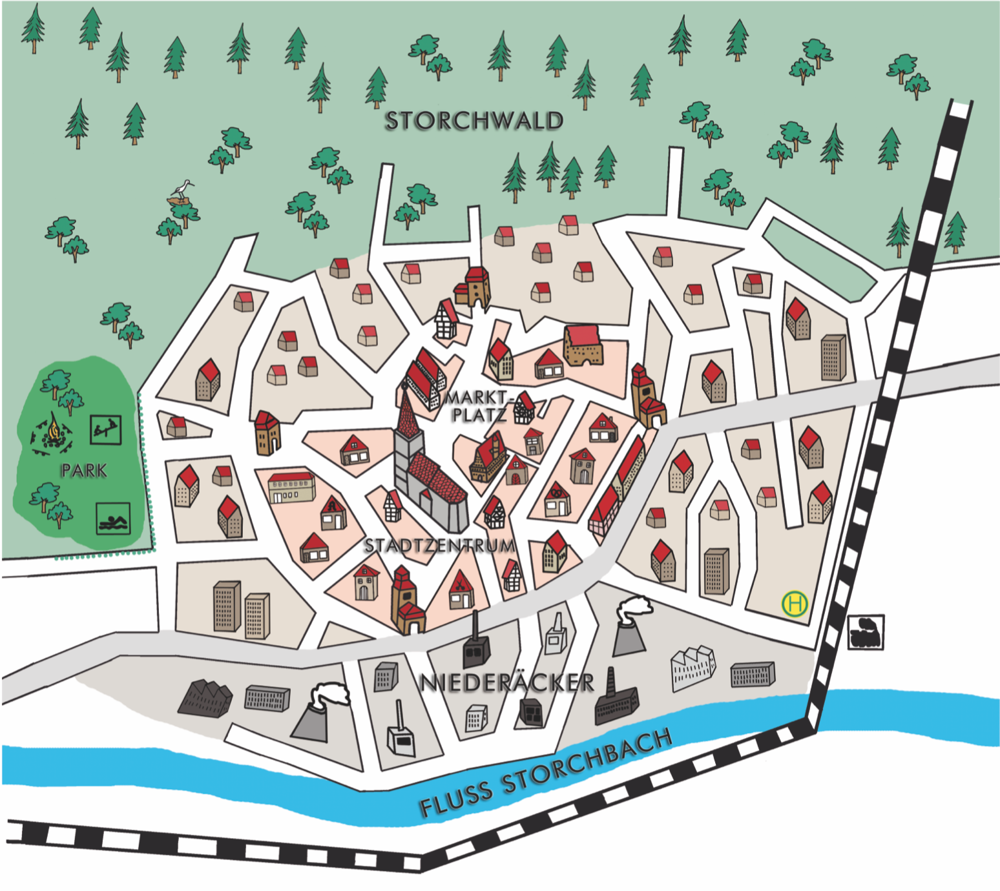 STORCHWALD
MARKT-
PLATZ
PARK
STADTZENTRUM
H
NIEDERÄCKER
FLUSS STORCHBACH